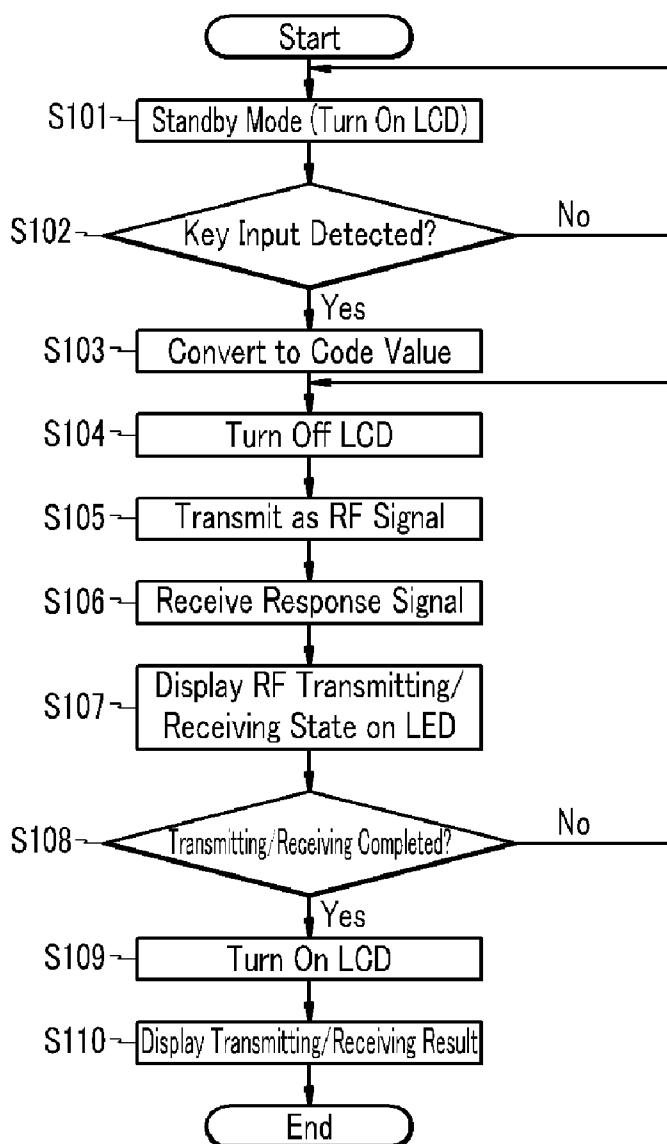 Start
S101
Standby Mode (Turn On LCD)
S102
Key Input Detected?
No
Yes
S103
Convert to Code Value
S104
Turn Off LCD
S105
Transmit as RF Signal
S106
Receive Response Signal
S107
Display RF Transmitting/
Receiving State on LED
S108
Transmitting/Receiving Completed?
No
Yes
S109
Turn On LCD
S110
Display Transmitting/Receiving Result
End